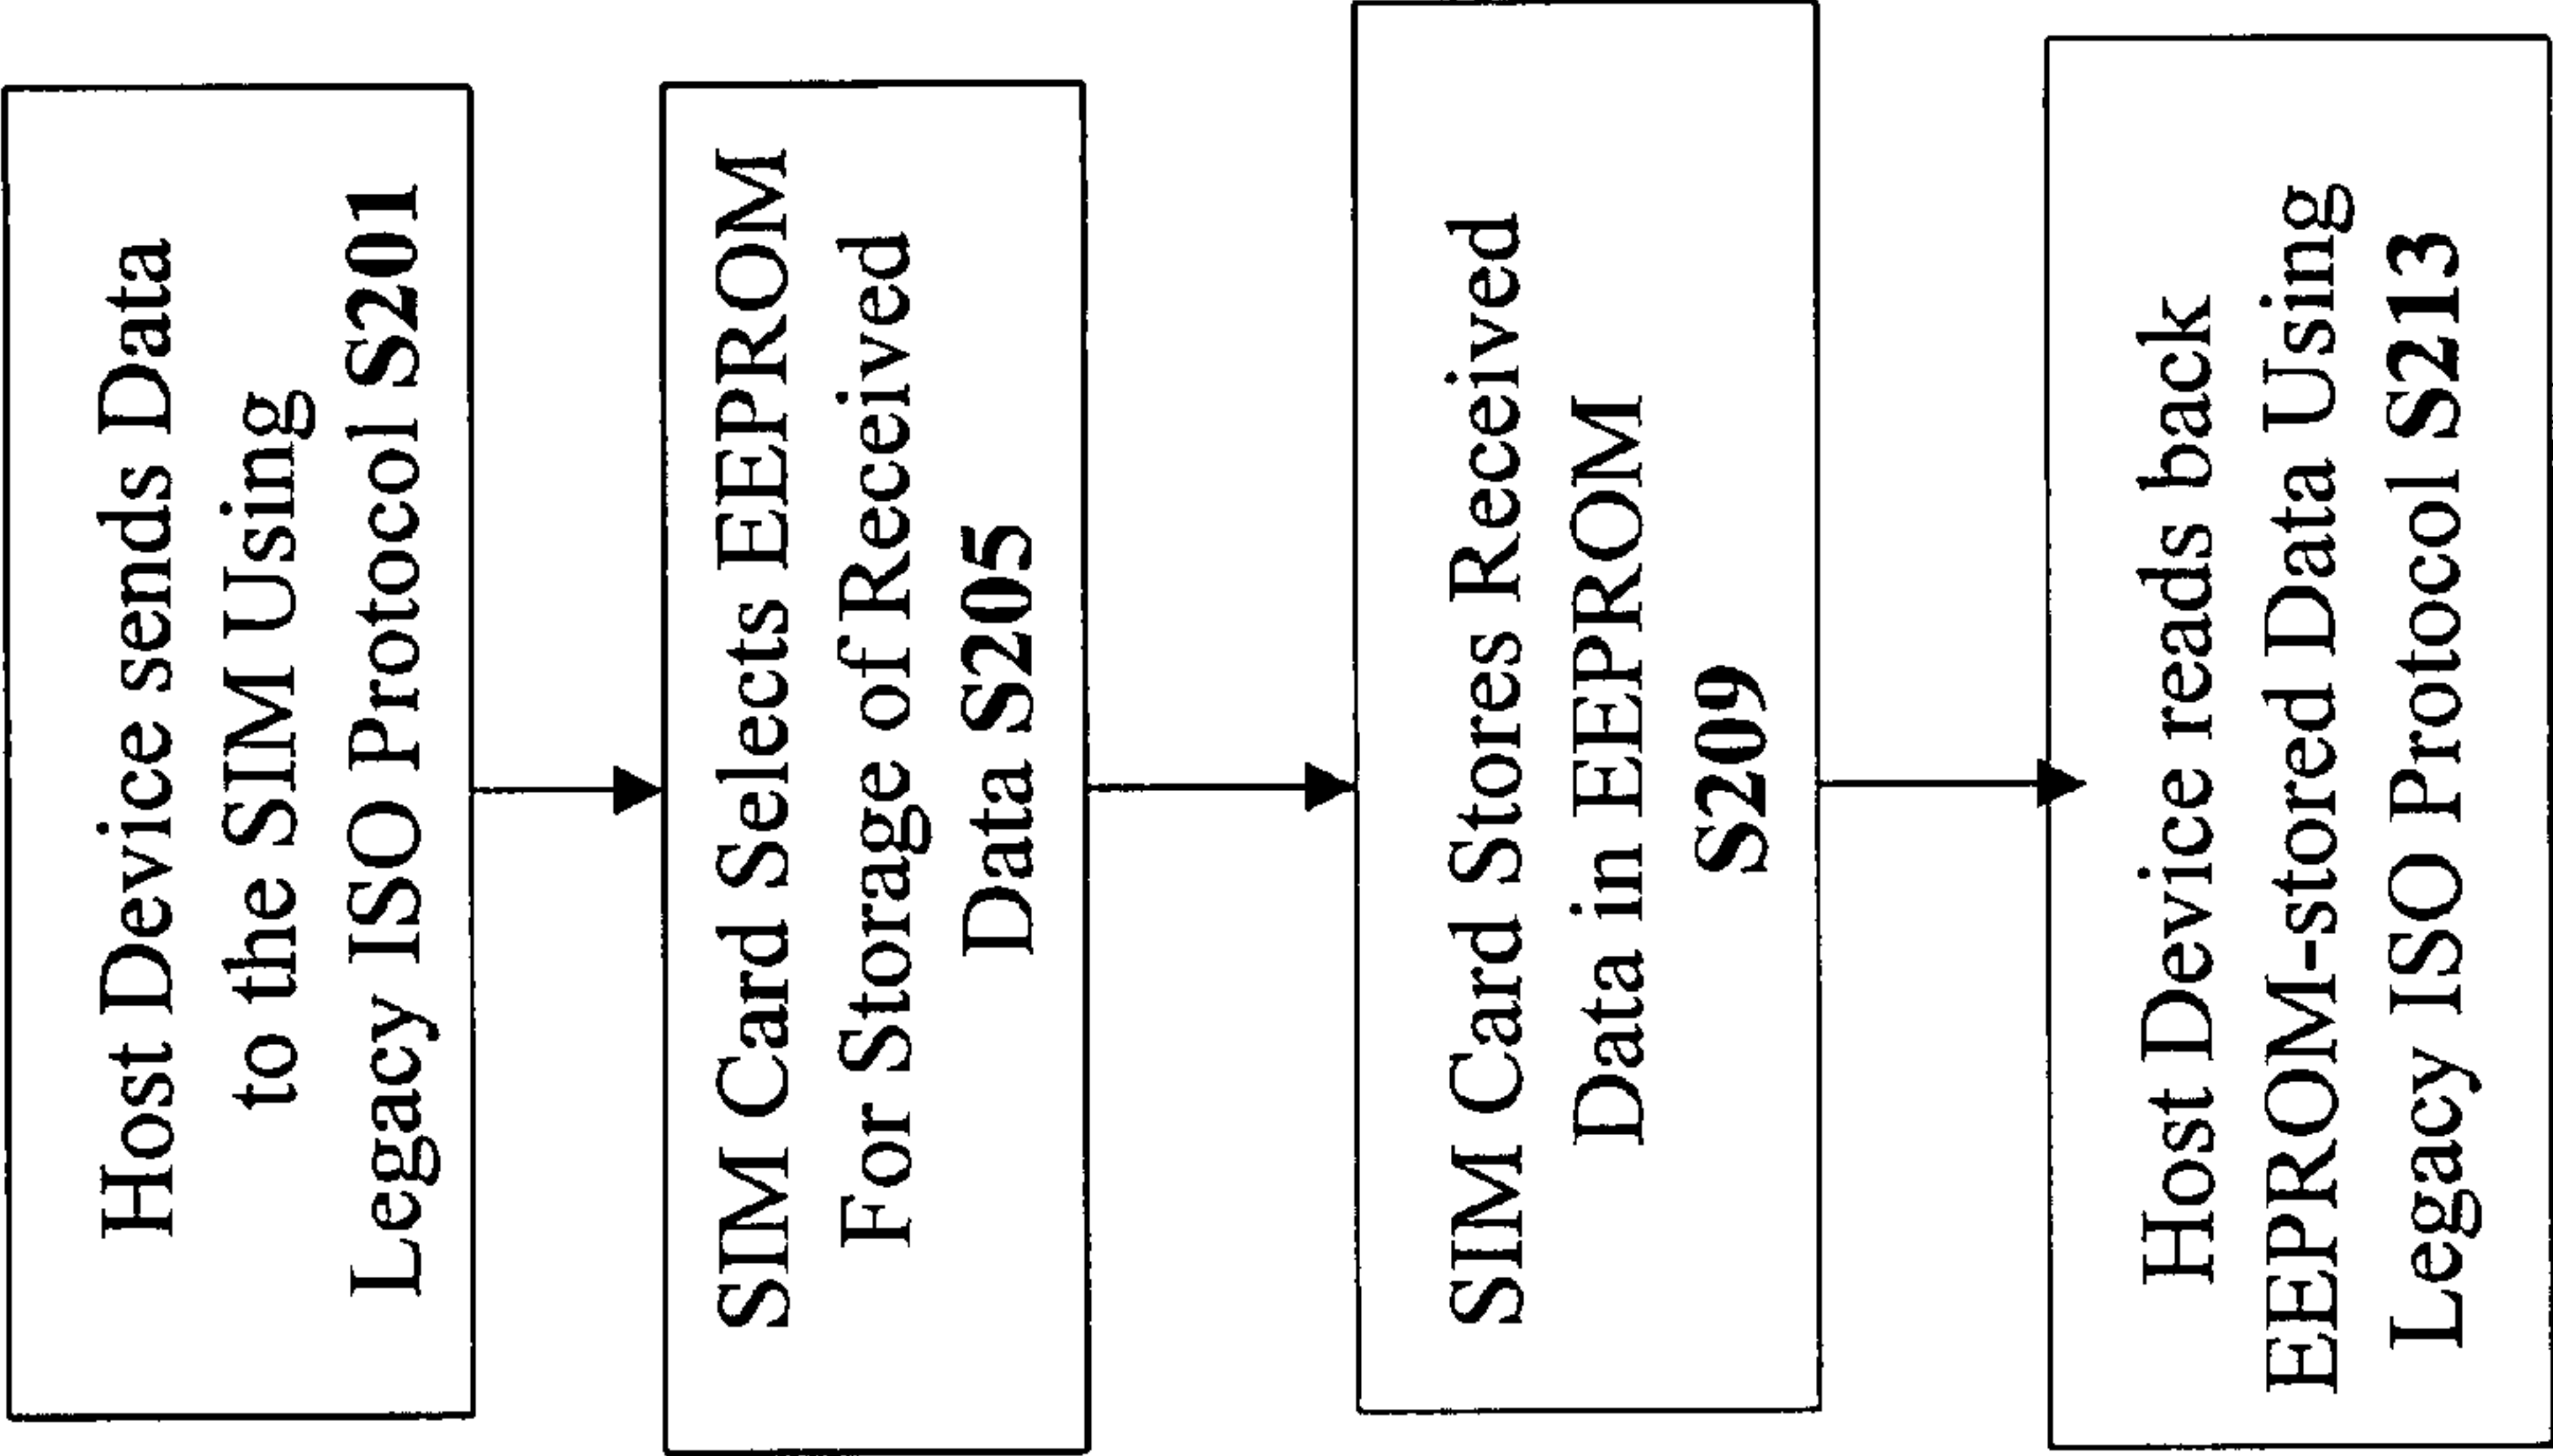 Host Device sends Data
to the SIM Using
Legacy ISO Protocol S201
SIM Card Selects EEPROM
For Storage of Received
Data S205
SIM Card Stores Received
Data in EEPROM
S209
Host Device reads back
EEPROM-stored Data Using
Legacy ISO Protocol S213